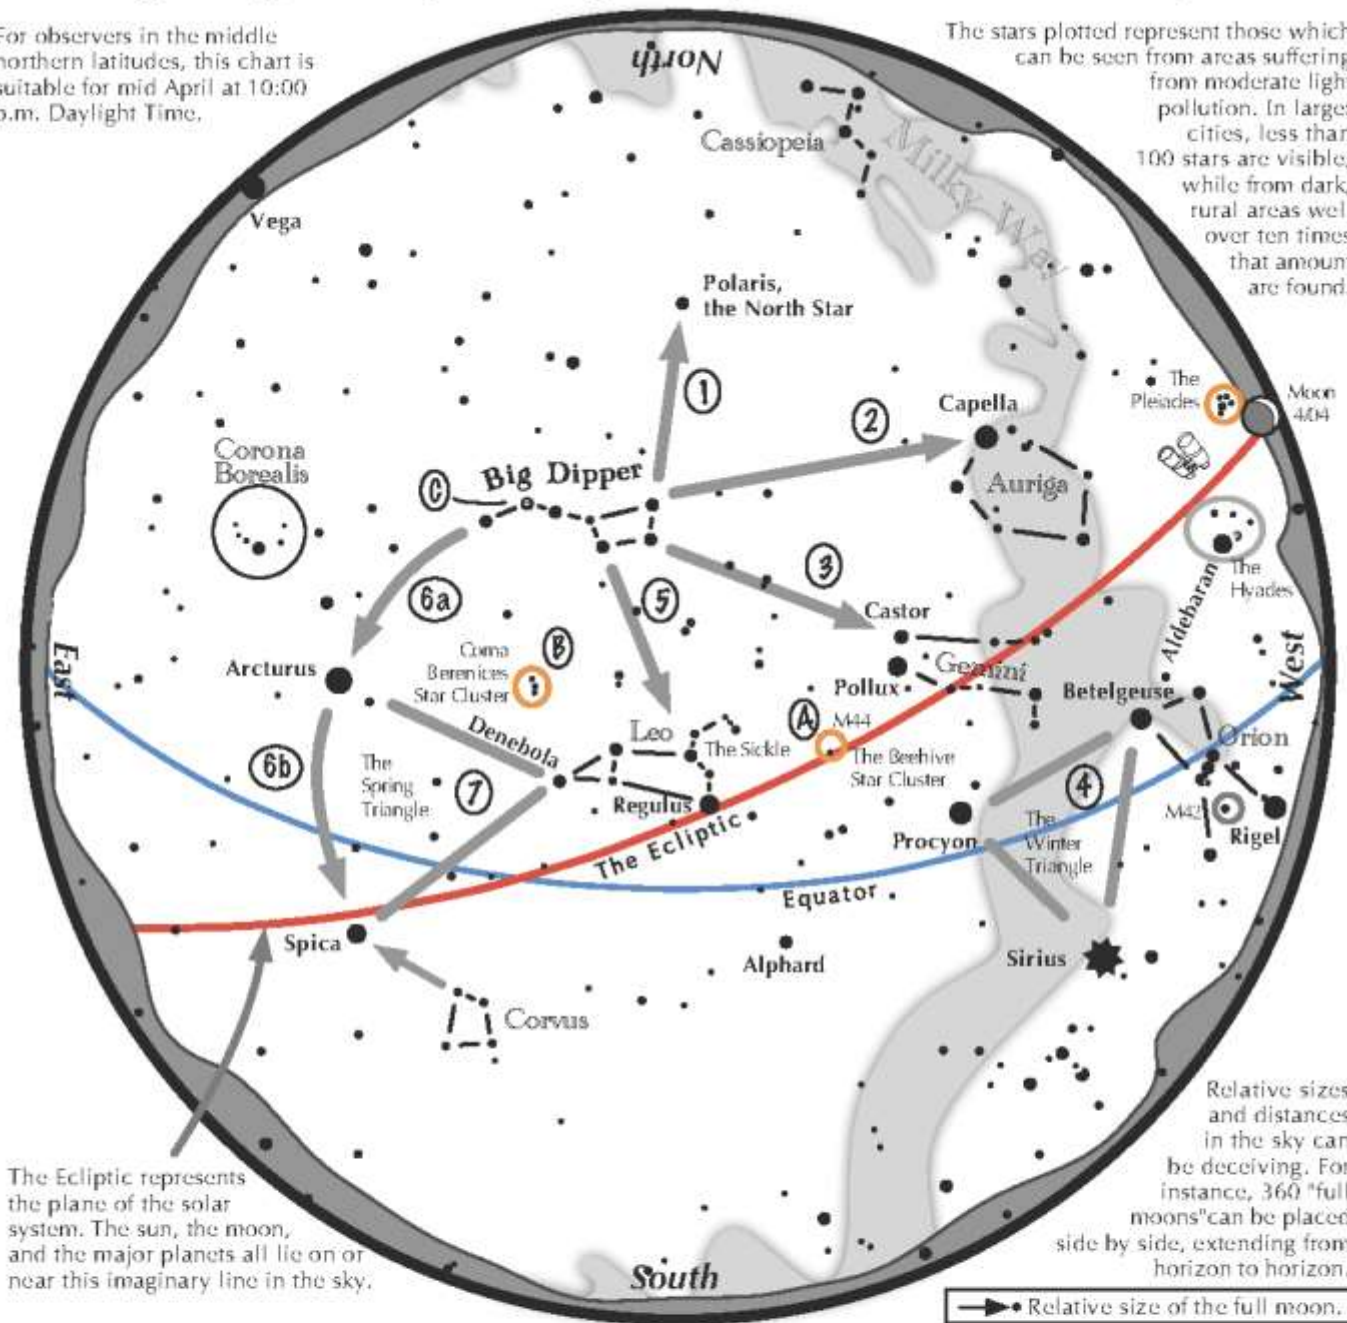 For observers in the middle
northern latitudes, this chart is
suitable for mid April at 10:00
p.m. Daylight Time.
The stars plotted represent those which
can be seen from areas suffering
from moderate light
pollution. In larger
cities, less than
100 stars are visible,
while from dark,
rural areas well
over ten times
that amount
are found.
North
Cassiopeia
Milky Way
Vega
Polaris,
the North Star
1
2
Capella
The
Pleiades
Moon
4/04
Corona
Borealis
C
Big Dipper
Auriga
3
5
6a
Castor
The
Hyades
Aldebaran
East
West
Arcturus
Coma
Berenices
Star Cluster
B
Gemini
Pollux
Betelgeuse
Denebola
Leo
The Sickle
A
M44
The Beehive
Star Cluster
Orion
6b
The
Spring
Triangle
7
Regulus
4
M42
Rigel
Procyon
The
Winter
Triangle
The Ecliptic
Equator
Spica
Alphard
Sirius
Corvus
The Ecliptic represents
the plane of the solar
system. The sun, the moon,
and the major planets all lie on or
near this imaginary line in the sky.
Relative sizes
and distances
in the sky can
be deceiving. For
instance, 360 "full
moons"can be placed
side by side, extending from
horizon to horizon.
South
Relative size of the full moon.